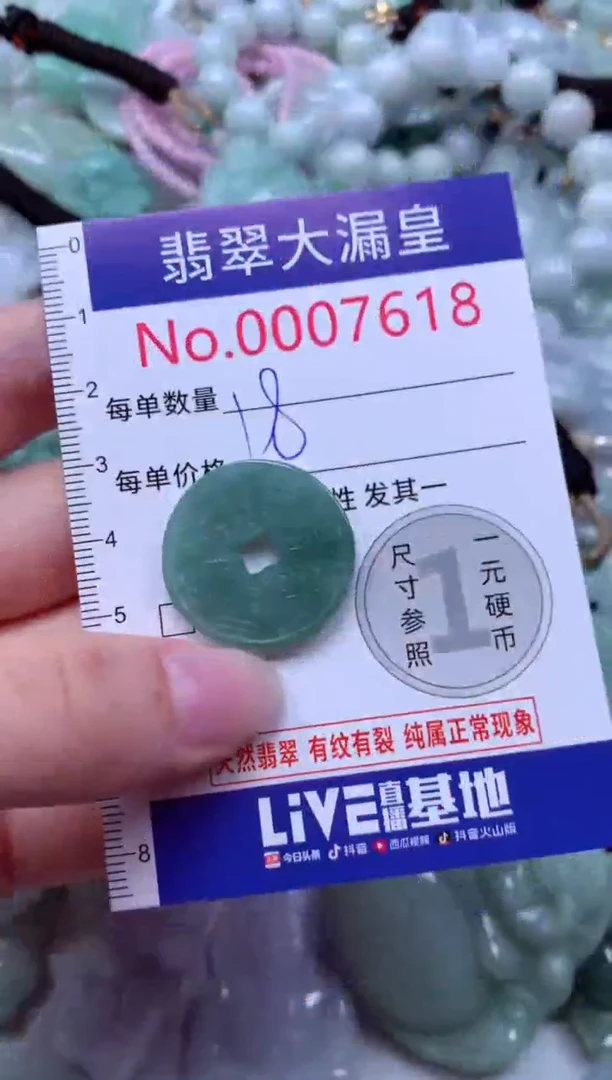 0
翡翠大漏皇
1
No.0007618
2
每单数量 18
3
每单价格
性 发其一
4
5
尺寸参照
1
一元硬币
天然翡翠 有纹有裂 纯属正常现象
LiVE直播基地
8
今日头条 抖音 西瓜视频 抖音火山版